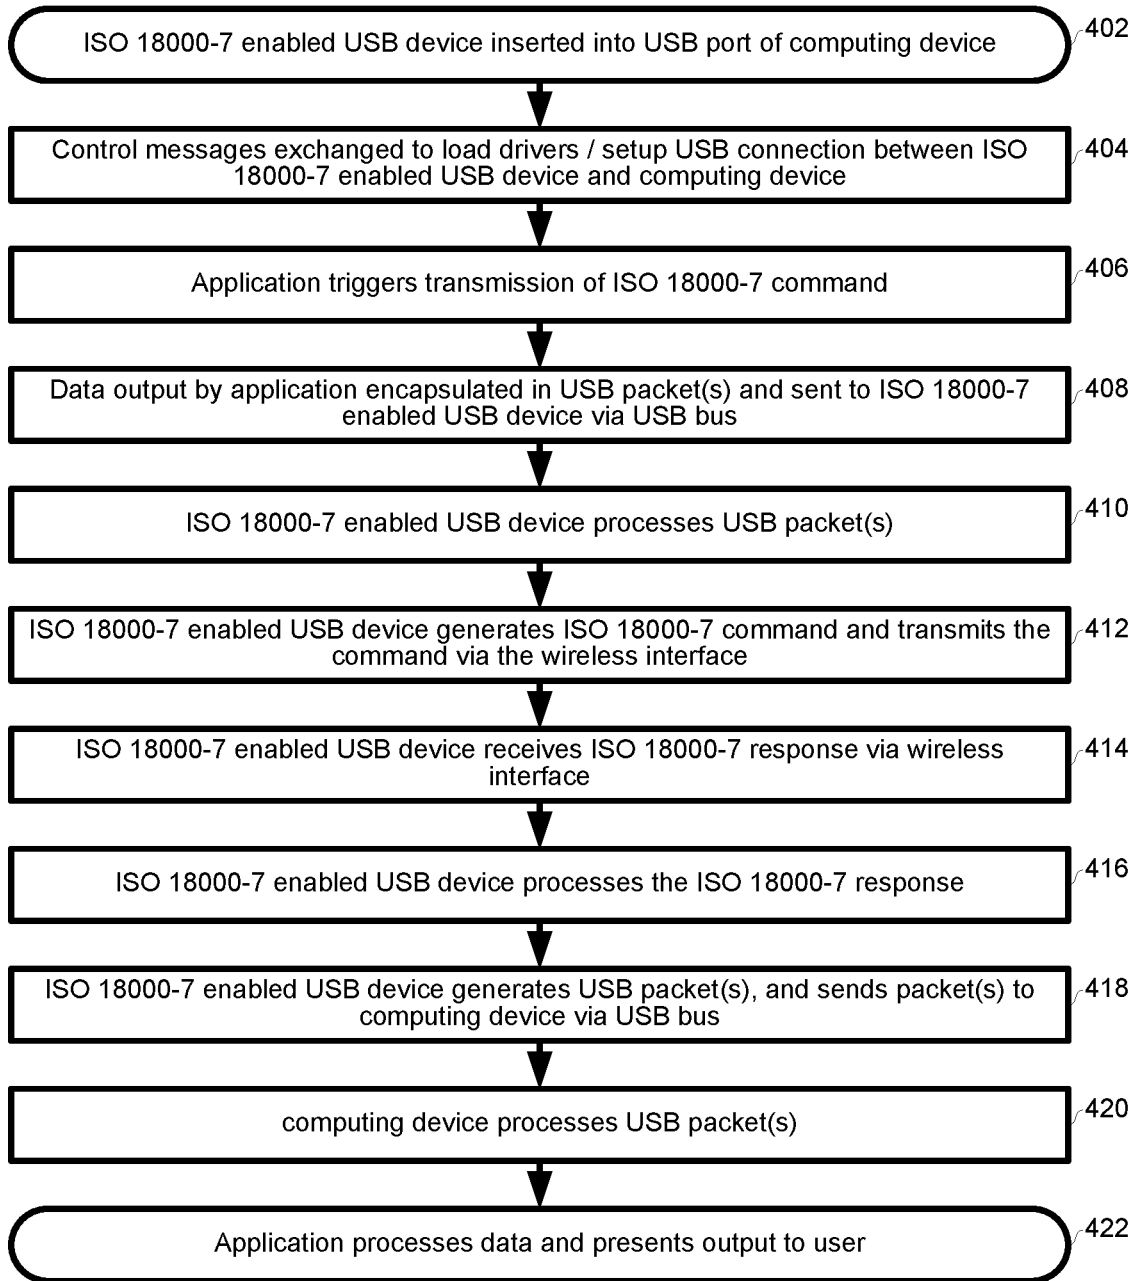 ISO 18000-7 enabled USB device inserted into USB port of computing device
402
Control messages exchanged to load drivers / setup USB connection between ISO
18000-7 enabled USB device and computing device
404
Application triggers transmission of ISO 18000-7 command
406
Data output by application encapsulated in USB packet(s) and sent to ISO 18000-7
enabled USB device via USB bus
408
ISO 18000-7 enabled USB device processes USB packet(s)
410
ISO 18000-7 enabled USB device generates ISO 18000-7 command and transmits the
command via the wireless interface
412
ISO 18000-7 enabled USB device receives ISO 18000-7 response via wireless
interface
414
ISO 18000-7 enabled USB device processes the ISO 18000-7 response
416
ISO 18000-7 enabled USB device generates USB packet(s), and sends packet(s) to
computing device via USB bus
418
computing device processes USB packet(s)
420
Application processes data and presents output to user
422